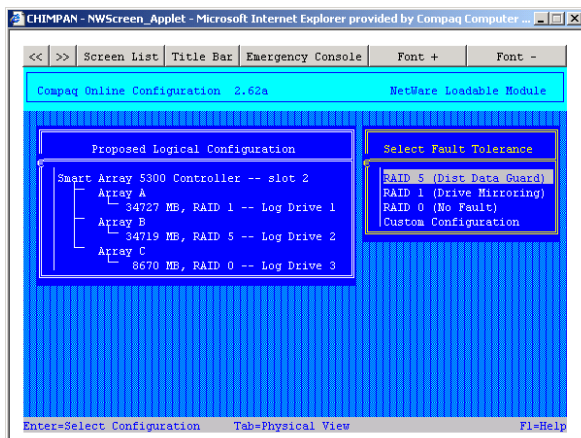 CHIMPAN - NWScreen_Applet - Microsoft Internet Explorer provided by Compaq Computer ...
<< >> Screen List Title Bar Emergency Console Font + Font -
Compaq Online Configuration 2.62a NetWare Loadable Module
Proposed Logical Configuration
Smart Array 5300 Controller -- slot 2
Array A
34727 MB, RAID 1 -- Log Drive 1
Array B
34719 MB, RAID 5 -- Log Drive 2
Array C
8670 MB, RAID 0 -- Log Drive 3
Select Fault Tolerance
RAID 5 (Dist Data Guard)
RAID 1 (Drive Mirroring)
RAID 0 (No Fault)
Custom Configuration
Enter=Select Configuration Tab=Physical View F1=Help